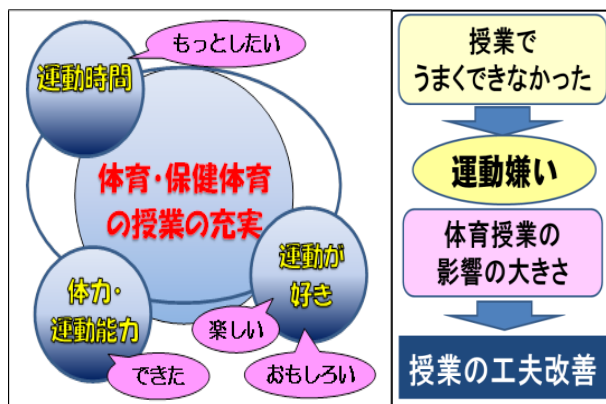 もっとしたい
運動時間
体育・保健体育
の授業の充実
運動が
好き
体力・
運動能力
楽しい
できた
おもしろい
授業で
うまくできなかった
運動嫌い
体育授業の
影響の大きさ
授業の工夫改善